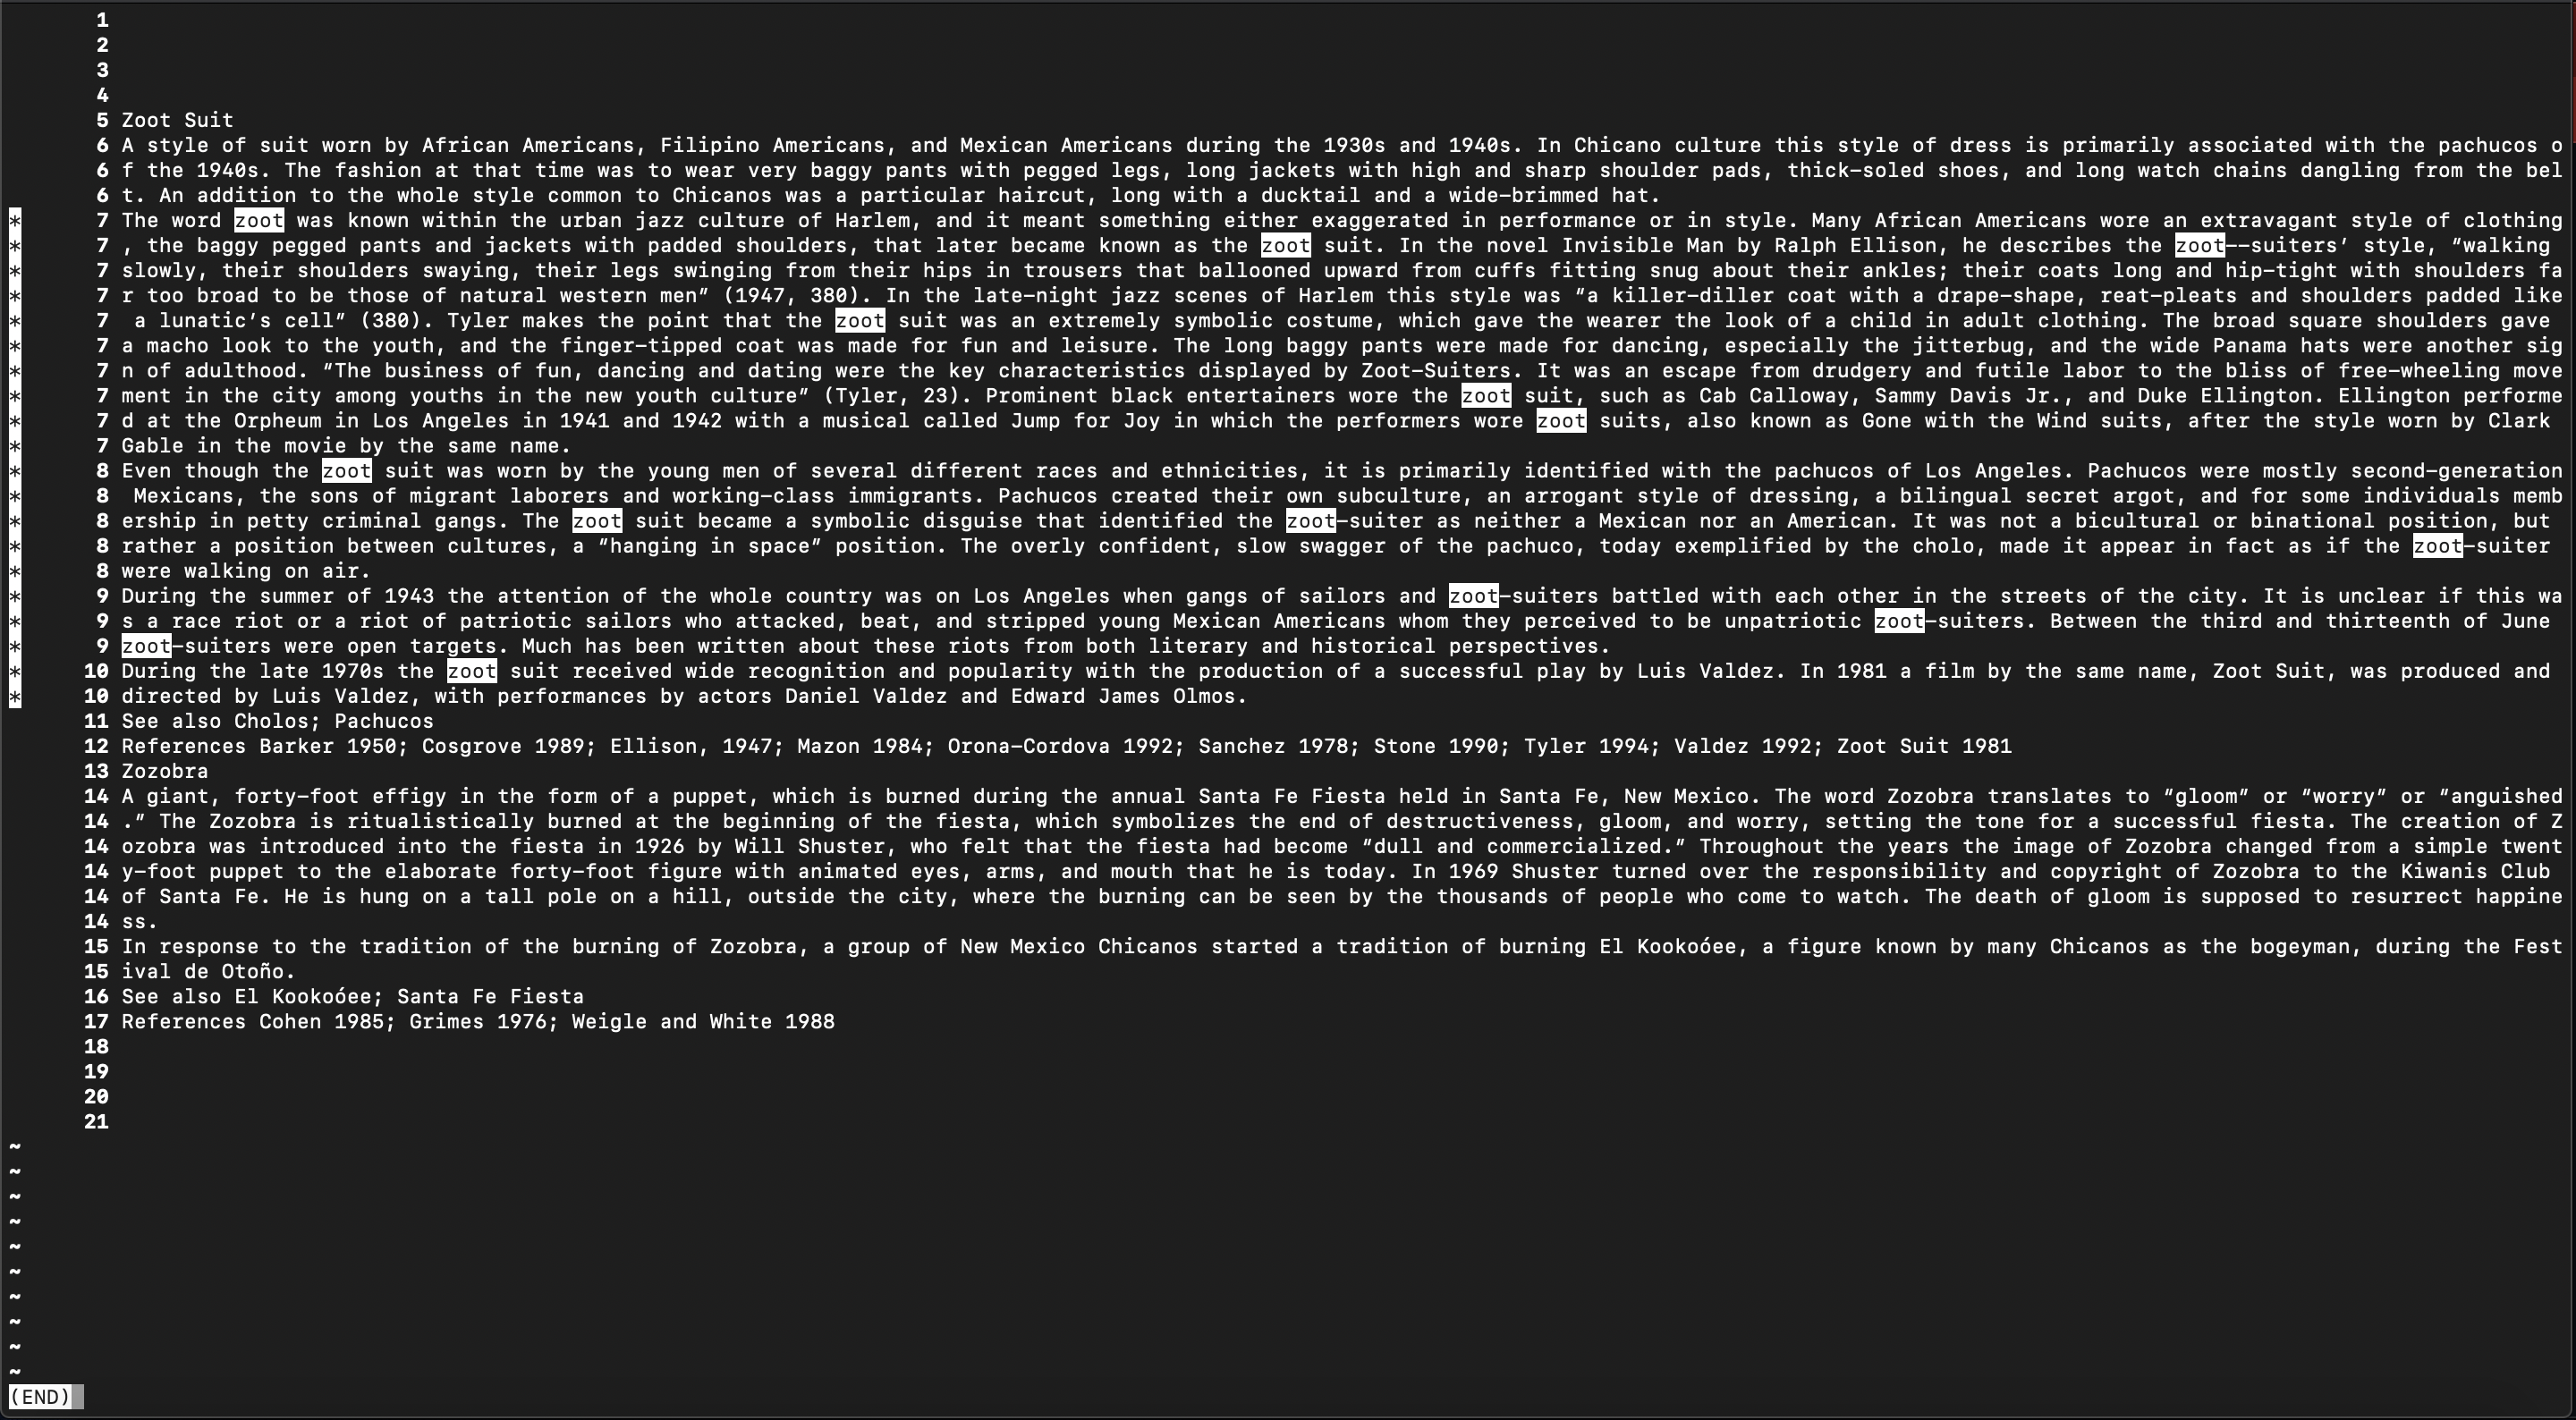 1
2
3
4
5 Zoot Suit
6 A style of suit worn by African Americans, Filipino Americans, and Mexican Americans during the 1930s and 1940s. In Chicano culture this style of dress is primarily associated with the pachucos o
6 f the 1940s. The fashion at that time was to wear very baggy pants with pegged legs, long jackets with high and sharp shoulder pads, thick-soled shoes, and long watch chains dangling from the bel
6 t. An addition to the whole style common to Chicanos was a particular haircut, long with a ducktail and a wide-brimmed hat.
* 7 The word zoot was known within the urban jazz culture of Harlem, and it meant something either exaggerated in performance or in style. Many African Americans wore an extravagant style of clothing
* 7 , the baggy pegged pants and jackets with padded shoulders, that later became known as the zoot suit. In the novel Invisible Man by Ralph Ellison, he describes the zoot--suiters’ style, “walking
* 7 slowly, their shoulders swaying, their legs swinging from their hips in trousers that ballooned upward from cuffs fitting snug about their ankles; their coats long and hip-tight with shoulders fa
* 7 r too broad to be those of natural western men” (1947, 380). In the late-night jazz scenes of Harlem this style was “a killer-diller coat with a drape-shape, reat-pleats and shoulders padded like
* 7  a lunatic’s cell” (380). Tyler makes the point that the zoot suit was an extremely symbolic costume, which gave the wearer the look of a child in adult clothing. The broad square shoulders gave
* 7 a macho look to the youth, and the finger-tipped coat was made for fun and leisure. The long baggy pants were made for dancing, especially the jitterbug, and the wide Panama hats were another sig
* 7 n of adulthood. “The business of fun, dancing and dating were the key characteristics displayed by Zoot-Suiters. It was an escape from drudgery and futile labor to the bliss of free-wheeling move
* 7 ment in the city among youths in the new youth culture” (Tyler, 23). Prominent black entertainers wore the zoot suit, such as Cab Calloway, Sammy Davis Jr., and Duke Ellington. Ellington performe
* 7 d at the Orpheum in Los Angeles in 1941 and 1942 with a musical called Jump for Joy in which the performers wore zoot suits, also known as Gone with the Wind suits, after the style worn by Clark
* 7 Gable in the movie by the same name.
* 8 Even though the zoot suit was worn by the young men of several different races and ethnicities, it is primarily identified with the pachucos of Los Angeles. Pachucos were mostly second-generation
* 8  Mexicans, the sons of migrant laborers and working-class immigrants. Pachucos created their own subculture, an arrogant style of dressing, a bilingual secret argot, and for some individuals memb
* 8 ership in petty criminal gangs. The zoot suit became a symbolic disguise that identified the zoot-suiter as neither a Mexican nor an American. It was not a bicultural or binational position, but
* 8 rather a position between cultures, a “hanging in space” position. The overly confident, slow swagger of the pachuco, today exemplified by the cholo, made it appear in fact as if the zoot-suiter
* 8 were walking on air.
* 9 During the summer of 1943 the attention of the whole country was on Los Angeles when gangs of sailors and zoot-suiters battled with each other in the streets of the city. It is unclear if this wa
* 9 s a race riot or a riot of patriotic sailors who attacked, beat, and stripped young Mexican Americans whom they perceived to be unpatriotic zoot-suiters. Between the third and thirteenth of June
* 9 zoot-suiters were open targets. Much has been written about these riots from both literary and historical perspectives.
* 10 During the late 1970s the zoot suit received wide recognition and popularity with the production of a successful play by Luis Valdez. In 1981 a film by the same name, Zoot Suit, was produced and
* 10 directed by Luis Valdez, with performances by actors Daniel Valdez and Edward James Olmos.
11 See also Cholos; Pachucos
12 References Barker 1950; Cosgrove 1989; Ellison, 1947; Mazon 1984; Orona-Cordova 1992; Sanchez 1978; Stone 1990; Tyler 1994; Valdez 1992; Zoot Suit 1981
13 Zozobra
14 A giant, forty-foot effigy in the form of a puppet, which is burned during the annual Santa Fe Fiesta held in Santa Fe, New Mexico. The word Zozobra translates to “gloom” or “worry” or “anguished
14 .” The Zozobra is ritualistically burned at the beginning of the fiesta, which symbolizes the end of destructiveness, gloom, and worry, setting the tone for a successful fiesta. The creation of Z
14 ozobra was introduced into the fiesta in 1926 by Will Shuster, who felt that the fiesta had become “dull and commercialized.” Throughout the years the image of Zozobra changed from a simple twent
14 y-foot puppet to the elaborate forty-foot figure with animated eyes, arms, and mouth that he is today. In 1969 Shuster turned over the responsibility and copyright of Zozobra to the Kiwanis Club
14 of Santa Fe. He is hung on a tall pole on a hill, outside the city, where the burning can be seen by the thousands of people who come to watch. The death of gloom is supposed to resurrect happine
14 ss.
15 In response to the tradition of the burning of Zozobra, a group of New Mexico Chicanos started a tradition of burning El Kookoóee, a figure known by many Chicanos as the bogeyman, during the Fest
15 ival de Otoño.
16 See also El Kookoóee; Santa Fe Fiesta
17 References Cohen 1985; Grimes 1976; Weigle and White 1988
18
19
20
21
~
~
~
~
~
~
~
~
~
~
(END)